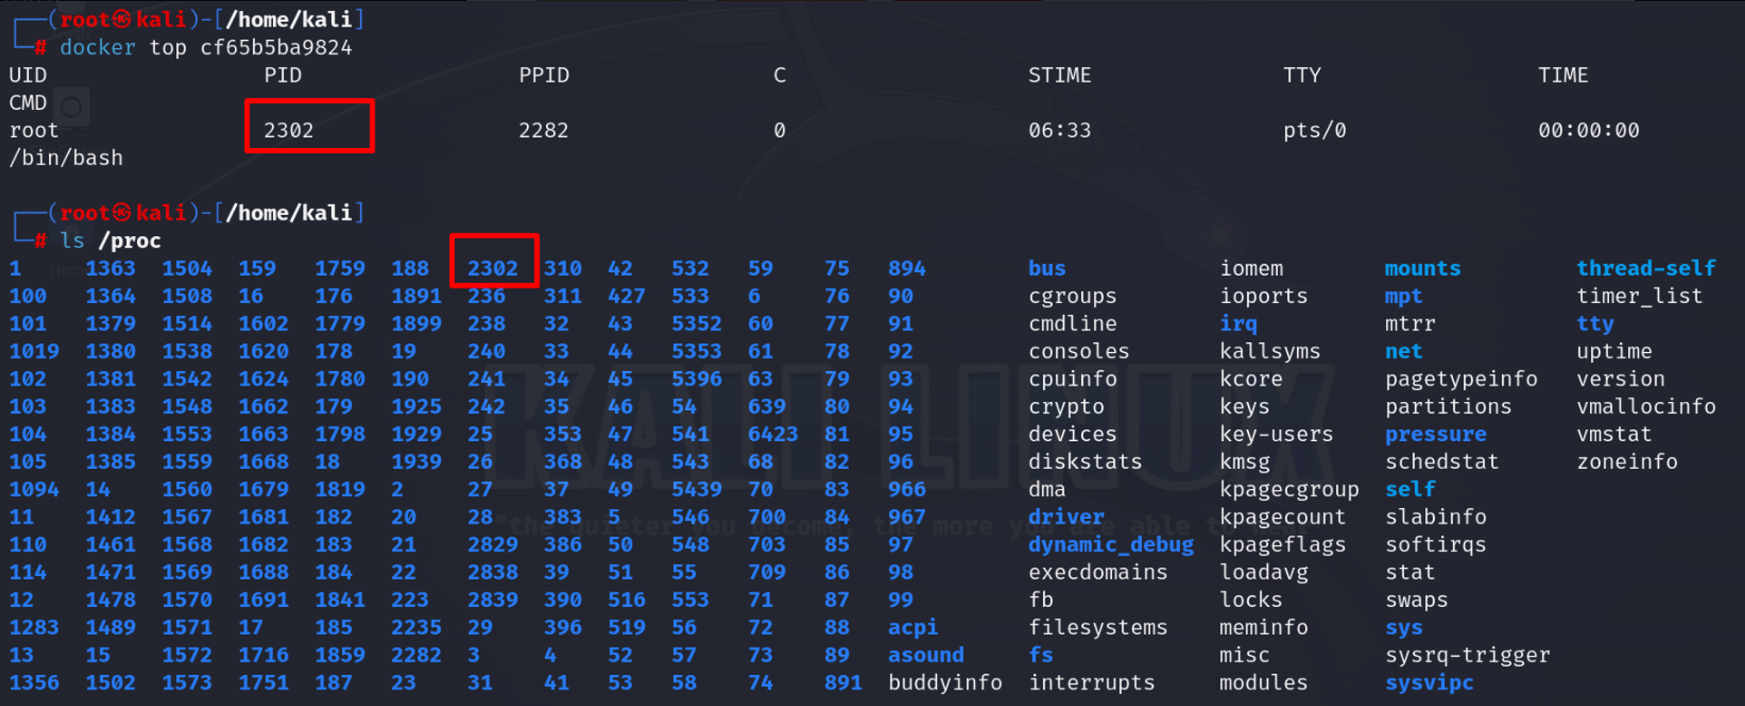 (root㉿kali)-[/home/kali]
# docker top cf65b5ba9824
UID PID PPID C STIME TTY TIME
CMD
root 2302 2282 0 06:33 pts/0 00:00:00
/bin/bash
(root㉿kali)-[/home/kali]
# ls /proc
1 1363 1504 159 1759 188 2302 310 42 532 59 75 894 bus iomem mounts thread-self
100 1364 1508 16 176 1891 236 311 427 533 6 76 90 cgroups ioports mpt timer_list
101 1379 1514 1602 1779 1899 238 32 43 5352 60 77 91 cmdline irq mtrr tty
1019 1380 1538 1620 178 19 240 33 44 5353 61 78 92 consoles kallsyms net uptime
102 1381 1542 1624 1780 190 241 34 45 5396 63 79 93 cpuinfo kcore pagetypeinfo version
103 1383 1548 1662 179 1925 242 35 46 54 639 80 94 crypto keys partitions vmallocinfo
104 1384 1553 1663 1798 1929 25 353 47 541 6423 81 95 devices key-users pressure vmstat
105 1385 1559 1668 18 1939 26 368 48 543 68 82 96 diskstats kmsg schedstat zoneinfo
1094 14 1560 1679 1819 2 27 37 49 5439 70 83 966 dma kpagecgroup self
11 1412 1567 1681 182 20 28 383 5 546 700 84 967 driver kpagecount slabinfo
110 1461 1568 1682 183 21 2829 386 50 548 703 85 97 dynamic_debug kpageflags softirqs
114 1471 1569 1688 184 22 2838 39 51 55 709 86 98 execdomains loadavg stat
12 1478 1570 1691 1841 223 2839 390 516 553 71 87 99 fb locks swaps
1283 1489 1571 17 185 2235 29 396 519 56 72 88 acpi filesystems meminfo sys
13 15 1572 1716 1859 2282 3 4 52 57 73 89 asound fs misc sysrq-trigger
1356 1502 1573 1751 187 23 31 41 53 58 74 891 buddyinfo interrupts modules sysvipc
KALI LINUX
"the quieter you become, the more you are able to